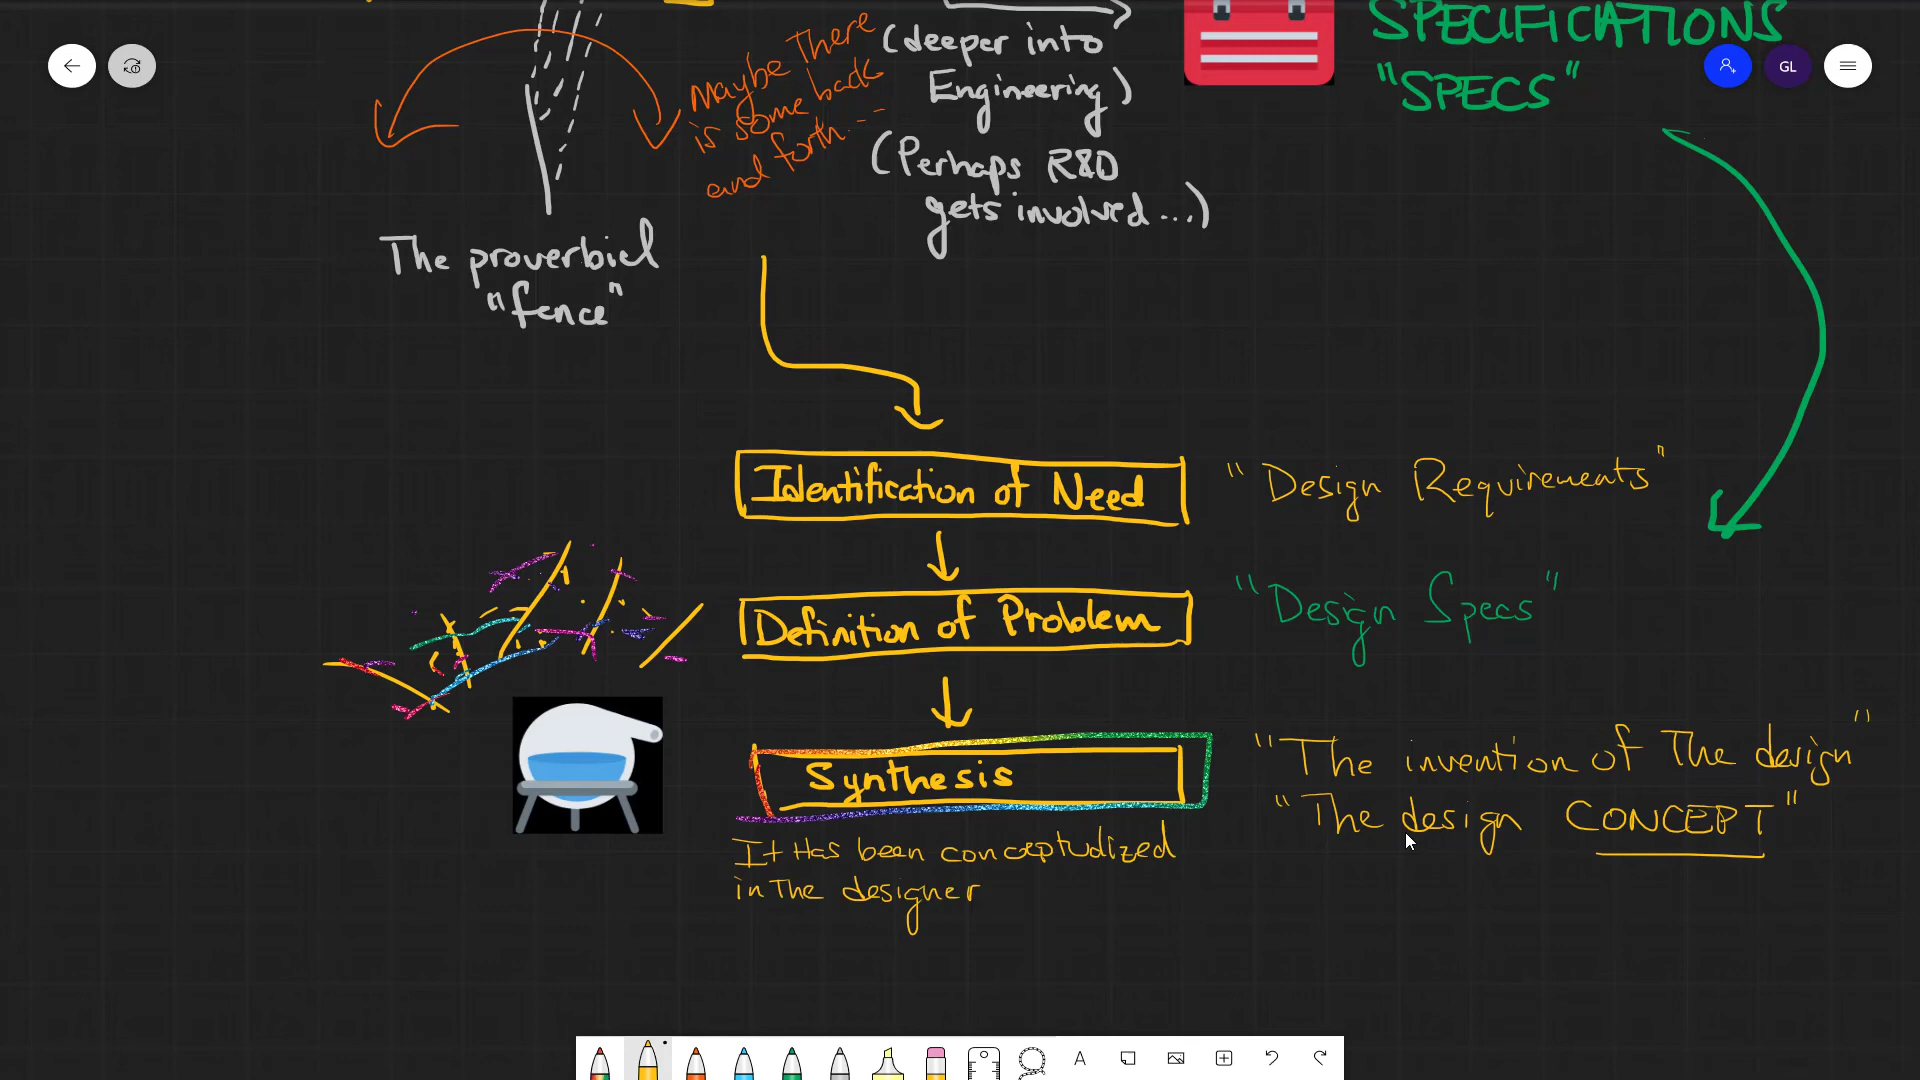 SPECIFICATIONS
"SPECS"
(deeper into
Engineering)
(Perhaps R&D
gets involved...)
Maybe There
is some back
and forth...
The proverbial
"fence"
GL
Identification of Need
"Design Requirements"
Definition of Problem
"Design Specs"
Synthesis
"The invention of The design"
"The design CONCEPT"
It Has been conceptudized
in The designer
A